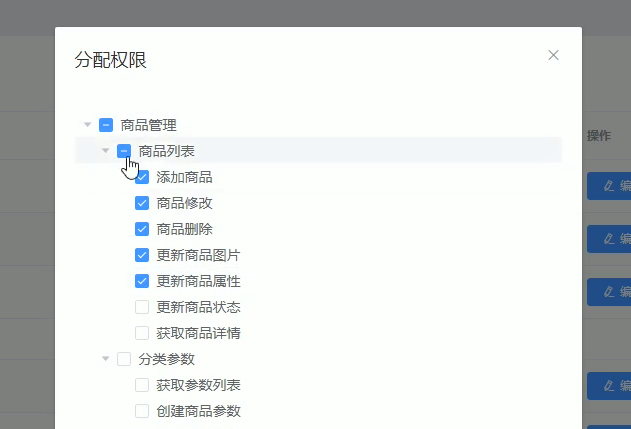 分配权限
商品管理
商品列表
操作
添加商品
编
商品修改
商品删除
编
更新商品图片
更新商品属性
编
更新商品状态
获取商品详情
分类参数
获取参数列表
编
创建商品参数